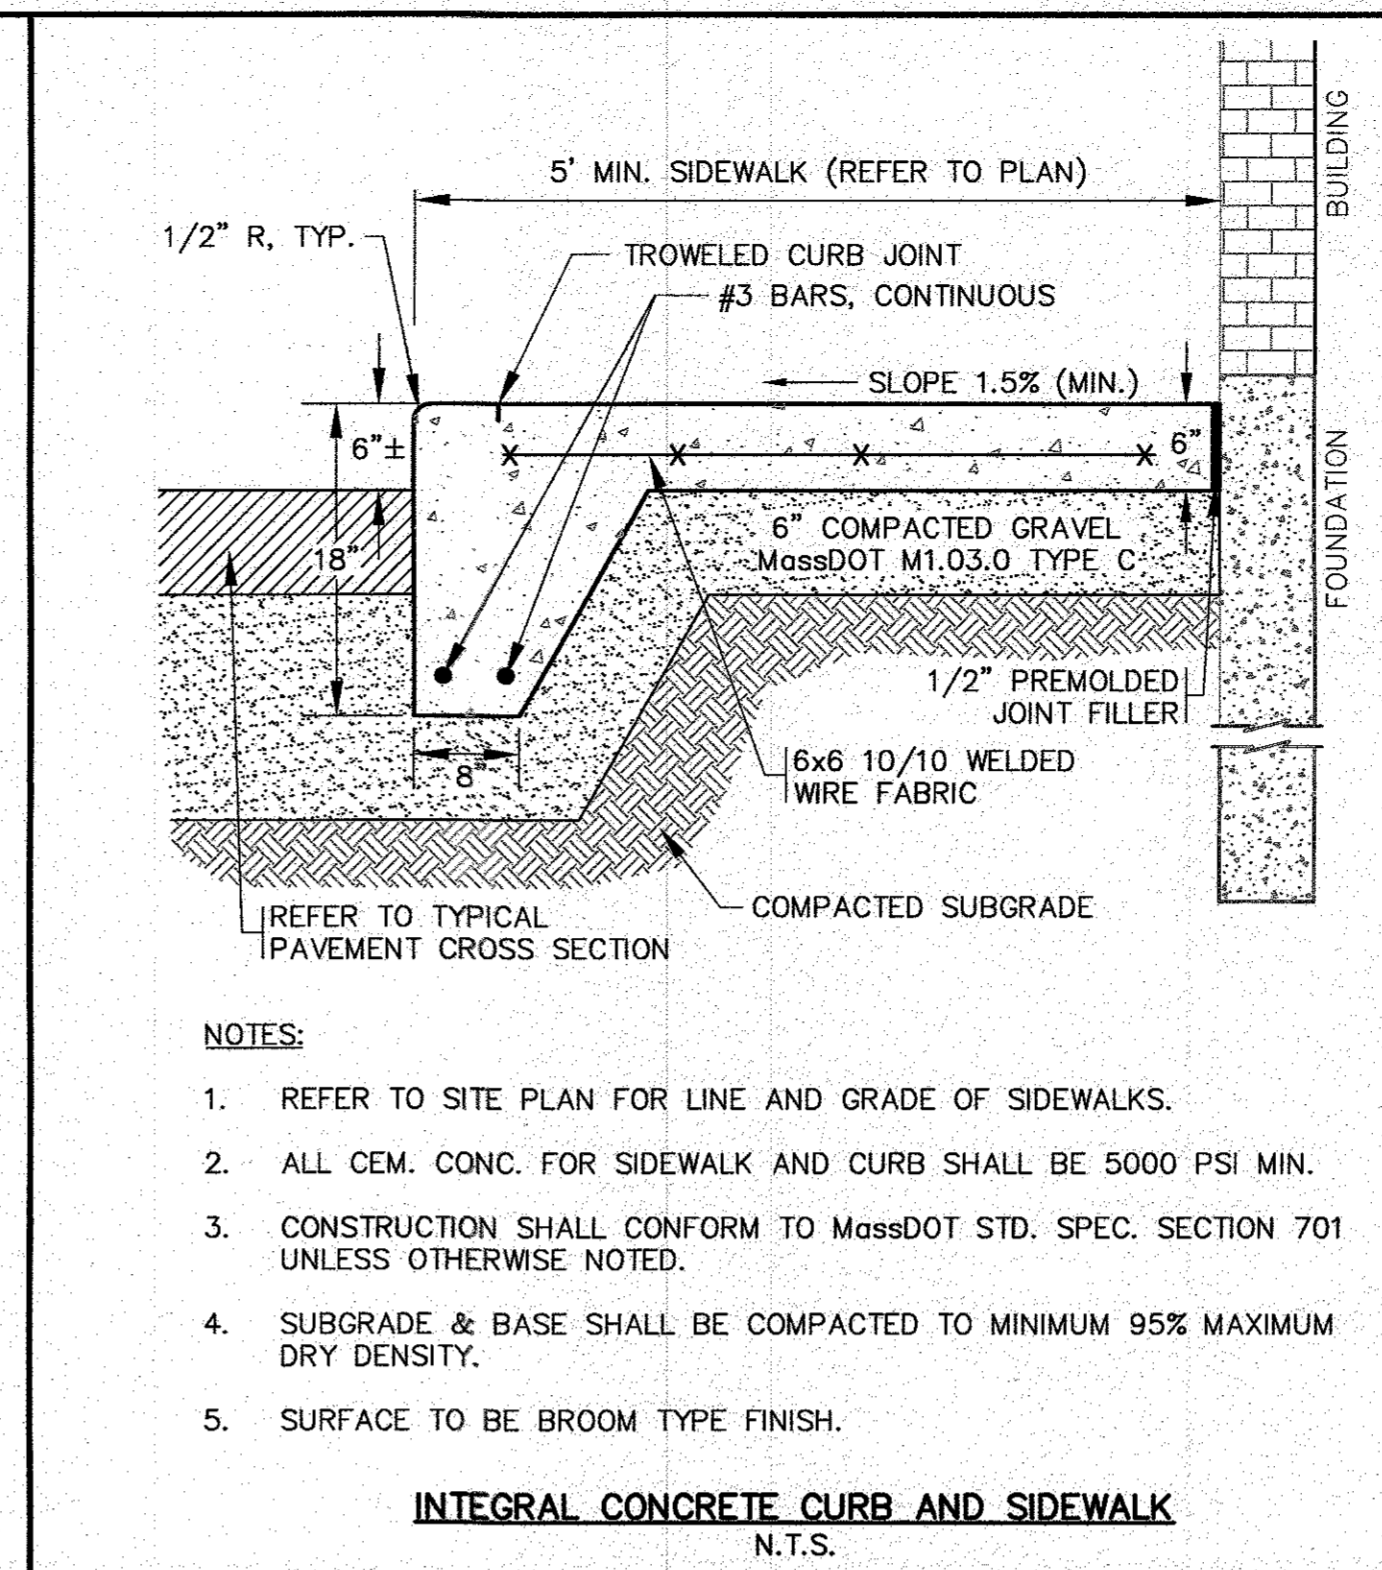 BUILDING
5' MIN. SIDEWALK (REFER TO PLAN)
1/2" R, TYP.
TROWELED CURB JOINT
#3 BARS, CONTINUOUS
SLOPE 1.5% (MIN.)
6"±
6"
FOUNDATION
18"
6" COMPACTED GRAVEL
MassDOT M1.03.0 TYPE C
1/2" PREMOLDED
JOINT FILLER
8"
6x6 10/10 WELDED
WIRE FABRIC
COMPACTED SUBGRADE
REFER TO TYPICAL
PAVEMENT CROSS SECTION
NOTES:
1. REFER TO SITE PLAN FOR LINE AND GRADE OF SIDEWALKS.
2. ALL CEM. CONC. FOR SIDEWALK AND CURB SHALL BE 5000 PSI MIN.
3. CONSTRUCTION SHALL CONFORM TO MassDOT STD. SPEC. SECTION 701
UNLESS OTHERWISE NOTED.
4. SUBGRADE & BASE SHALL BE COMPACTED TO MINIMUM 95% MAXIMUM
DRY DENSITY.
5. SURFACE TO BE BROOM TYPE FINISH.
INTEGRAL CONCRETE CURB AND SIDEWALK
N.T.S.